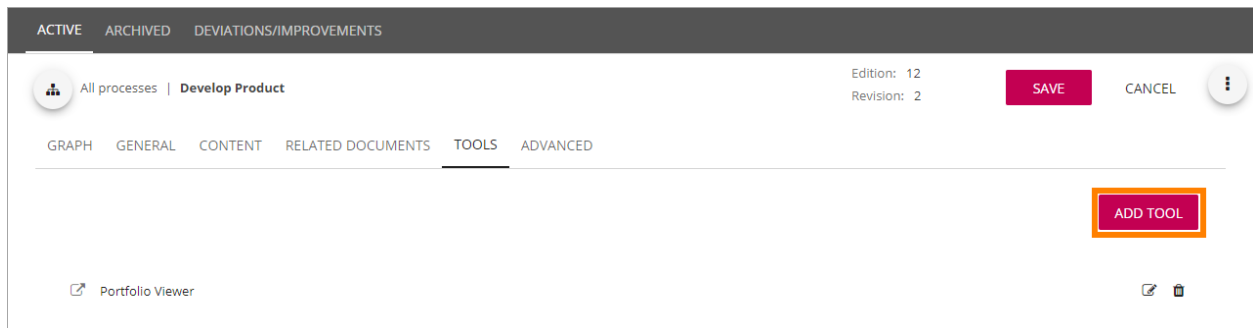 ACTIVE ARCHIVED DEVIATIONS/IMPROVEMENTS
All processes | Develop Product
Edition: 12
Revision: 2
SAVE CANCEL
GRAPH GENERAL CONTENT RELATED DOCUMENTS TOOLS ADVANCED
ADD TOOL
Portfolio Viewer